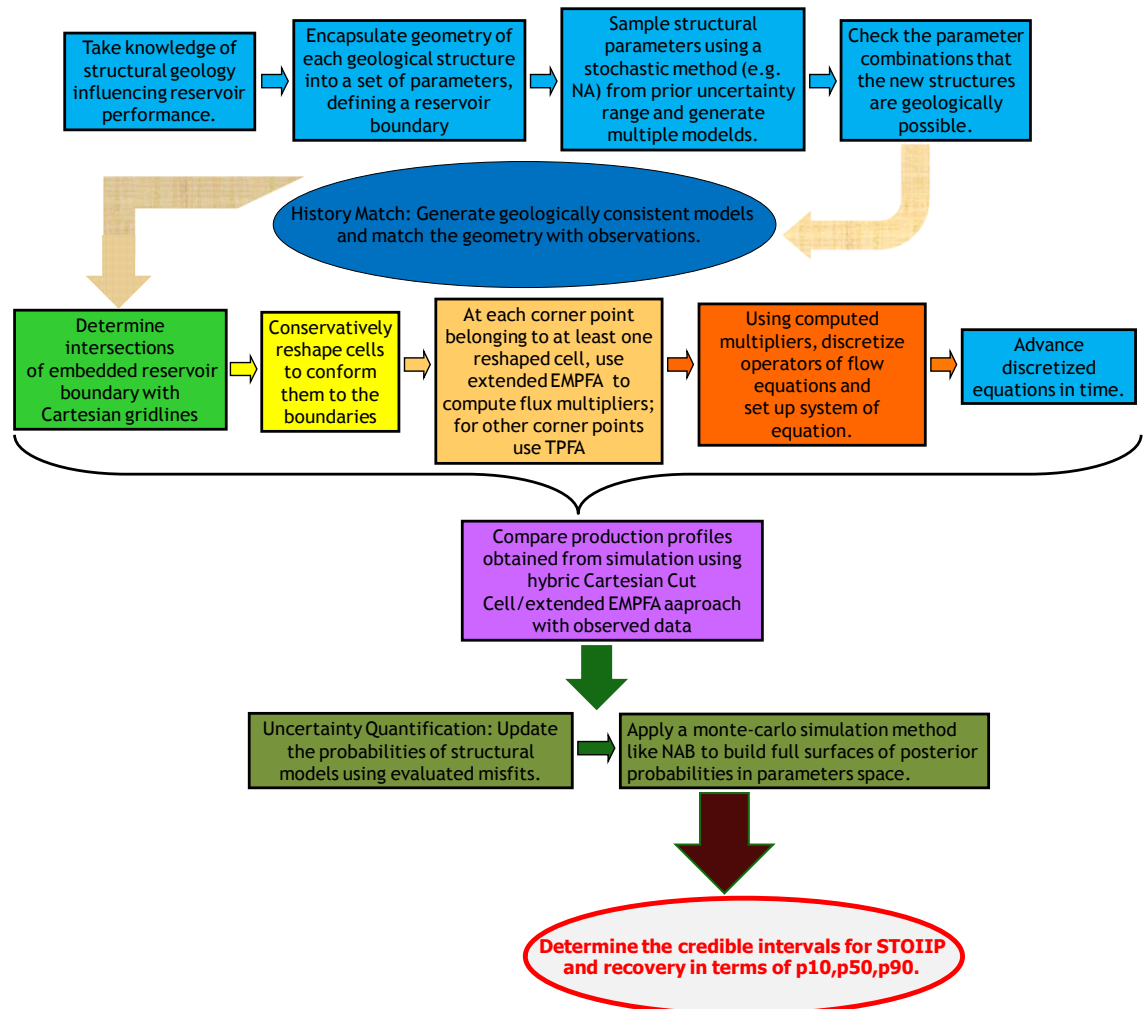 Take knowledge of
structural geology
influencing reservoir
performance.
Encapsulate geometry of
each geological structure
into a set of parameters,
defining a reservoir
boundary
Sample structural
parameters using a
stochastic method (e.g.
NA) from prior uncertainty
range and generate
multiple modelds.
Check the parameter
combinations that
the new structures
are geologically
possible.
History Match: Generate geologically consistent models
and match the geometry with observations.
Determine
intersections
of embedded reservoir
boundary with
Cartesian gridlines
Conservatively
reshape cells
to conform
them to the
boundaries
At each corner point
belonging to at least one
reshaped cell, use
extended EMPFA to
compute flux multipliers;
for other corner points
use TPFA
Using computed
multipliers, discretize
operators of flow
equations and
set up system of
equation.
Advance
discretized
equations in time.
Compare production profiles
obtained from simulation using
hybric Cartesian Cut
Cell/extended EMPFA aaproach
with observed data
Uncertainty Quantification: Update
the probabilities of structural
models using evaluated misfits.
Apply a monte-carlo simulation method
like NAB to build full surfaces of posterior
probabilities in parameters space.
Determine the credible intervals for STOIIP
and recovery in terms of p10,p50,p90.